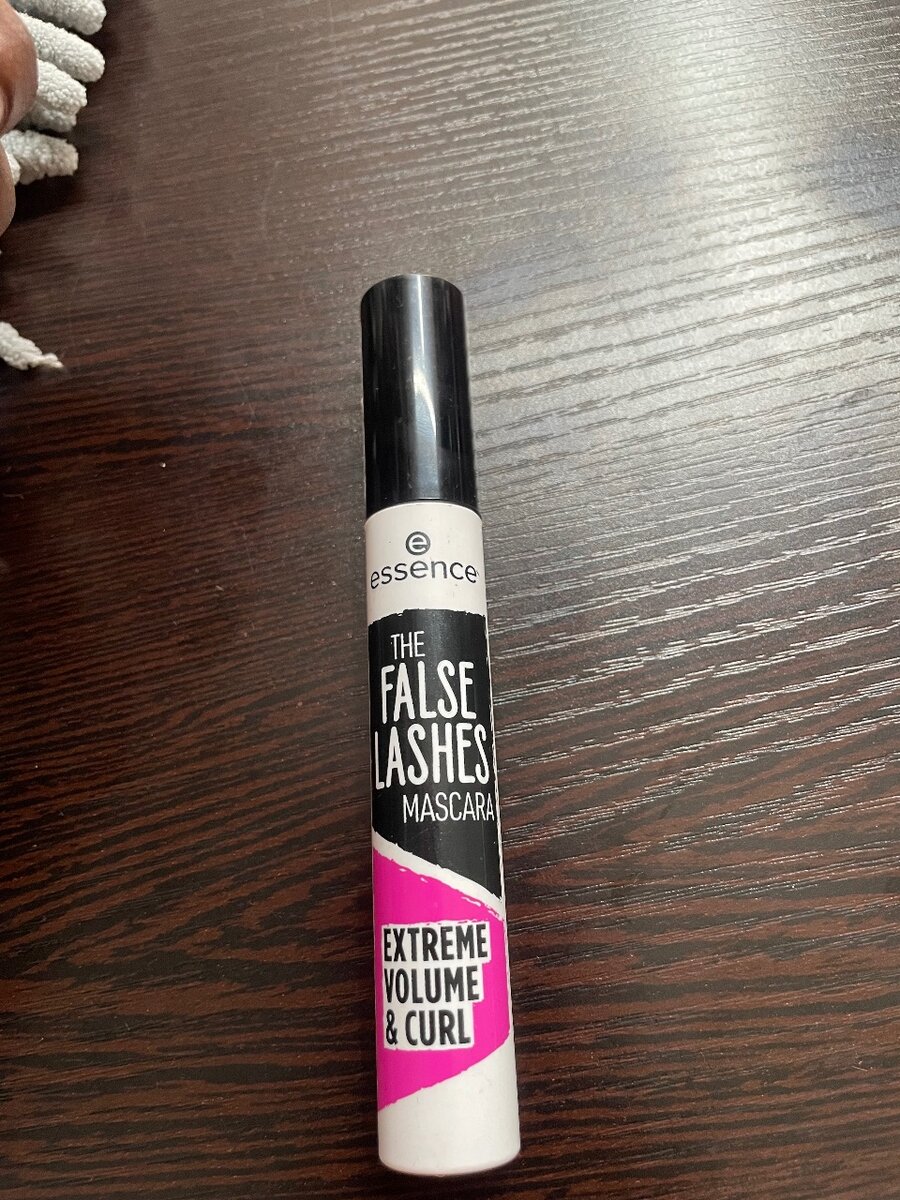 e
essence
THE
FALSE
LASHES
MASCARA
EXTREME
VOLUME
& CURL